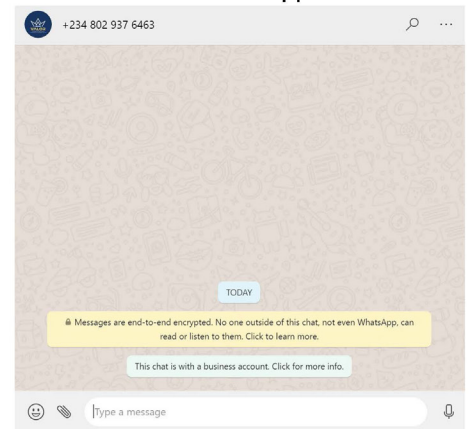 +234 802 937 6463
TODAY
Messages are end-to-end encrypted. No one outside of this chat, not even WhatsApp, can
read or listen to them. Click to learn more.
This chat is with a business account. Click for more info.
Type a message